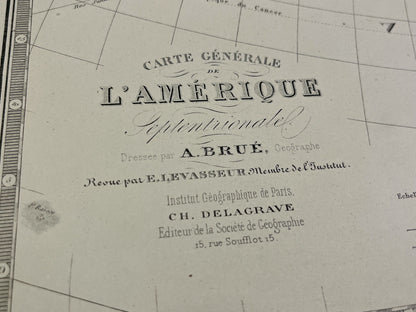 du Cancer
CARTE GÉNÉRALE
DE
L'AMÉRIQUE
Septentrionale
Dressée par A. BRUÉ, Géographe
Revue par E. LEVASSEUR Membre de l'Institut.
Institut Géographique de Paris,
CH. DELAGRAVE
Editeur de la Société de Géographie
15, rue Soufflot 15.
Echel